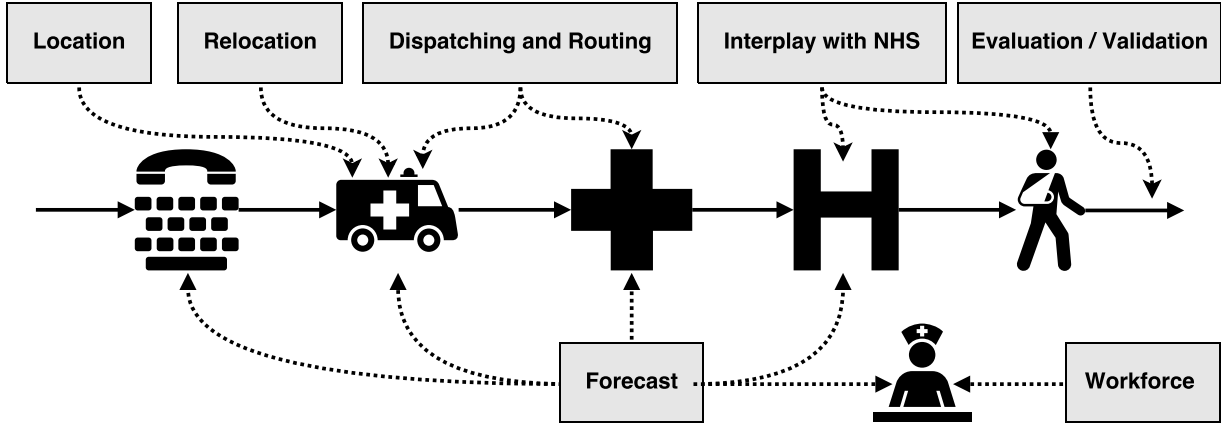 Location
Relocation
Dispatching and Routing
Interplay with NHS
Evaluation / Validation
H
Forecast
Workforce